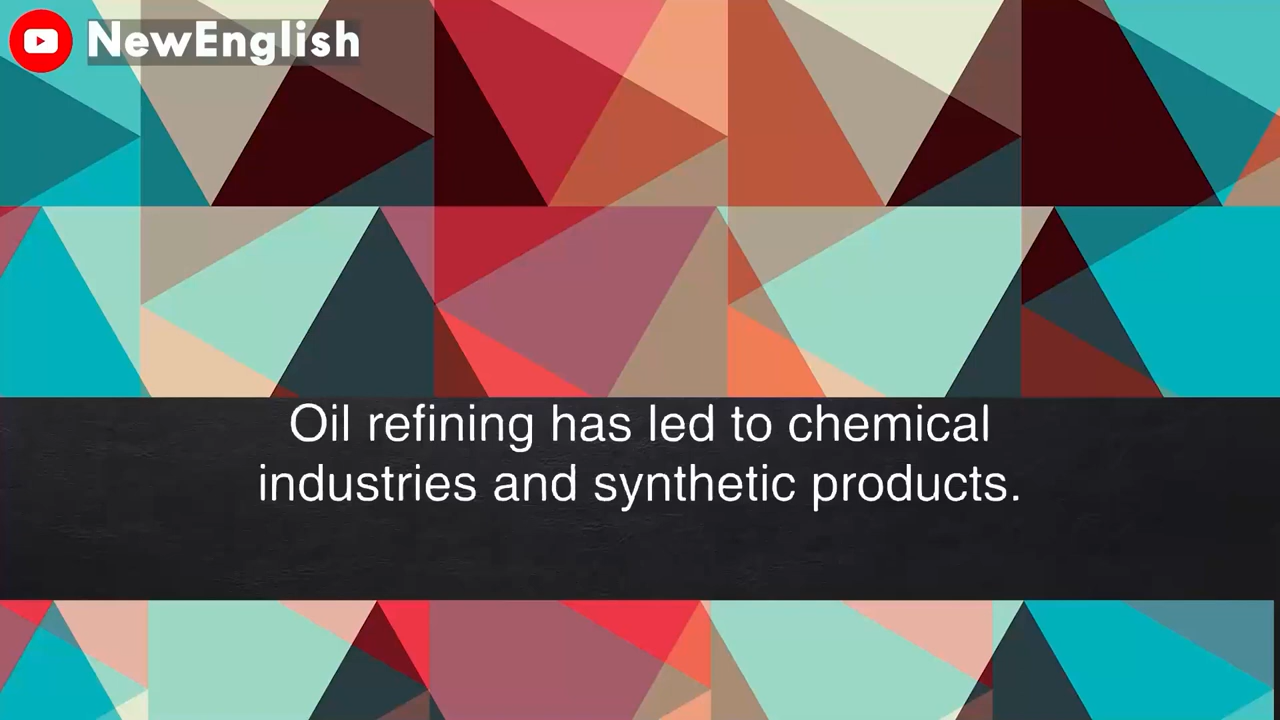 NewEnglish
Oil refining has led to chemical
industries and synthetic products.